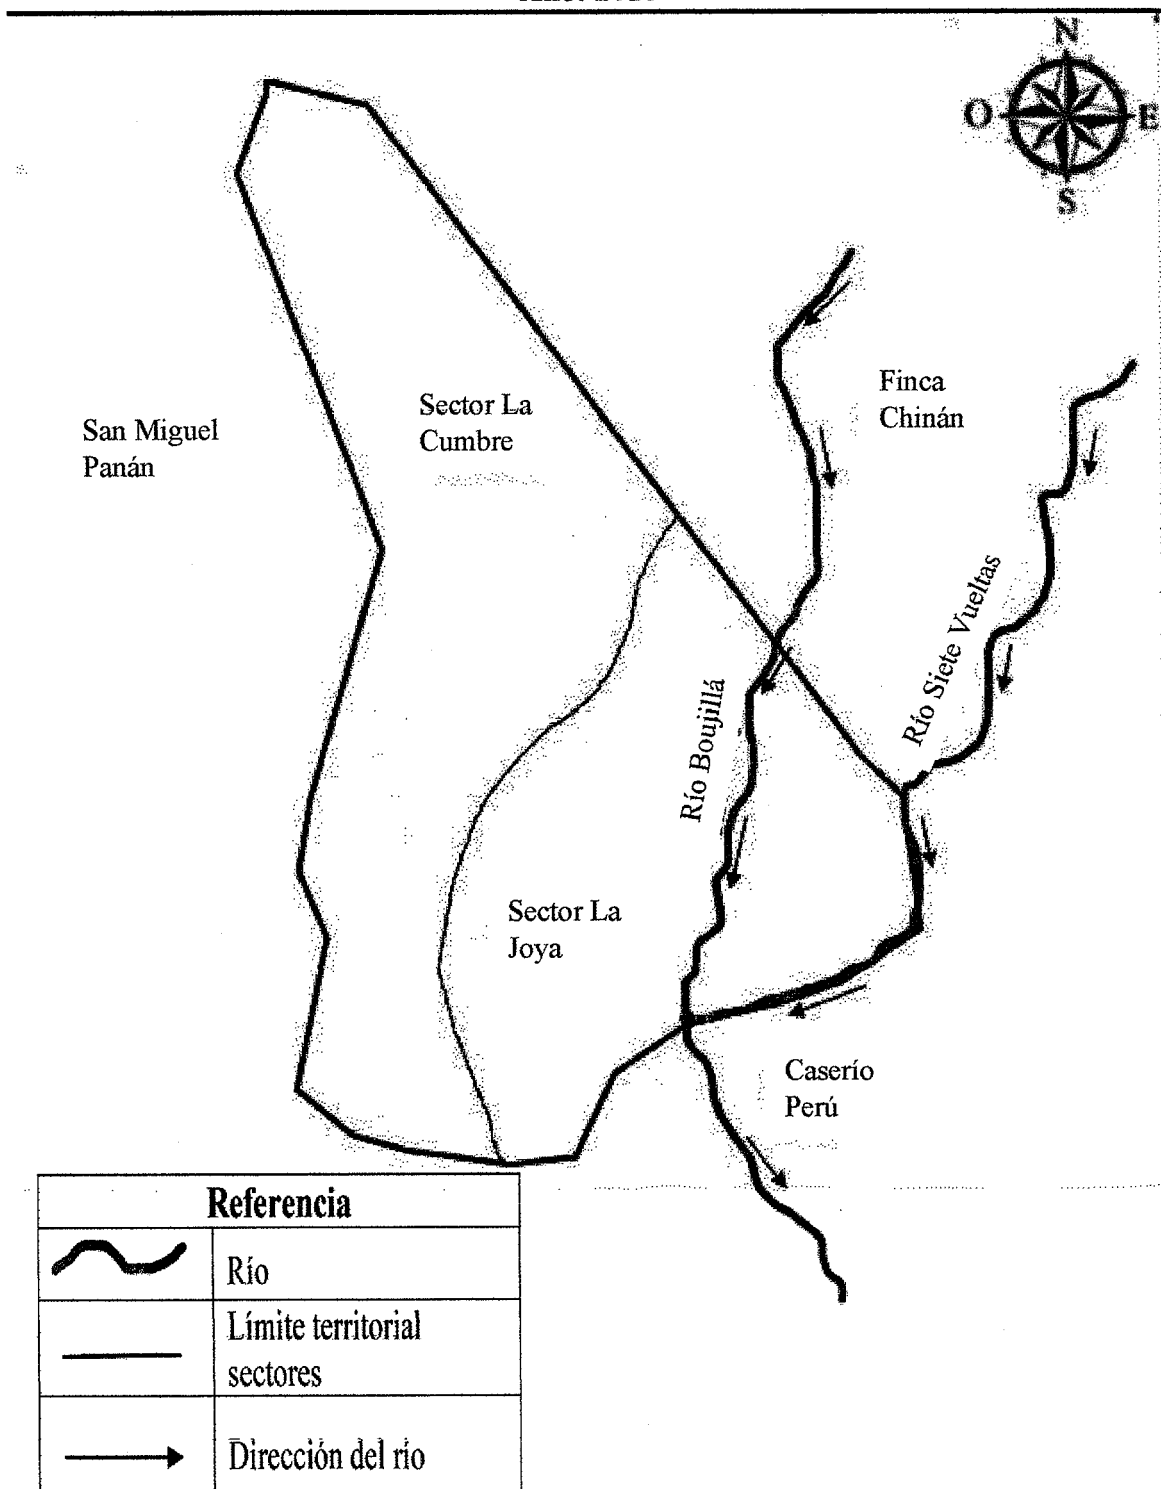 N
O
E
S
Finca
Chinán
Sector La
Cumbre
San Miguel
Panán
Río Siete Vueltas
Río Boujillá
Sector La
Joya
Caserío
Perú
Referencia
Río
Límite territorial
sectores
Dirección del río